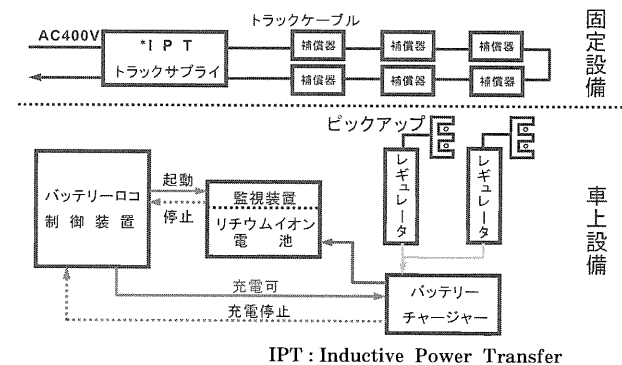 AC400V
*IPT
トラックサプライ
トラックケーブル
補償器
補償器
補償器
補償器
補償器
補償器
固定設備
ピックアップ
レギュレータ
レギュレータ
車上設備
バッテリーロコ
制御装置
起動
停止
監視装置
リチウムイオン
電池
充電可
充電停止
バッテリー
チャージャー
IPT : Inductive Power Transfer